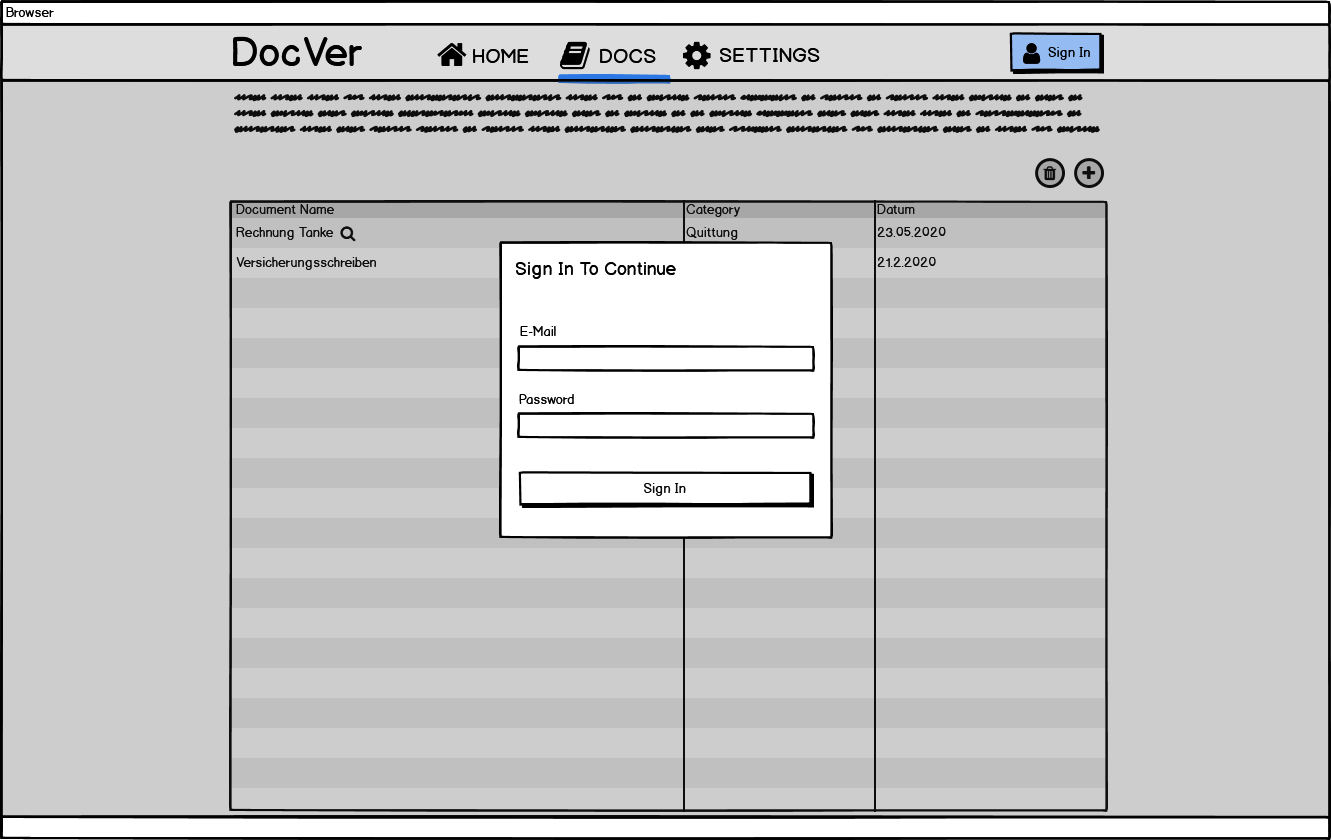 Browser
DocVer
HOME
DOCS
SETTINGS
Sign In
Document Name
Category
Datum
Rechnung Tanke
Quittung
23.05.2020
Versicherungsschreiben
21.2.2020
Sign In To Continue
E-Mail
Password
Sign In